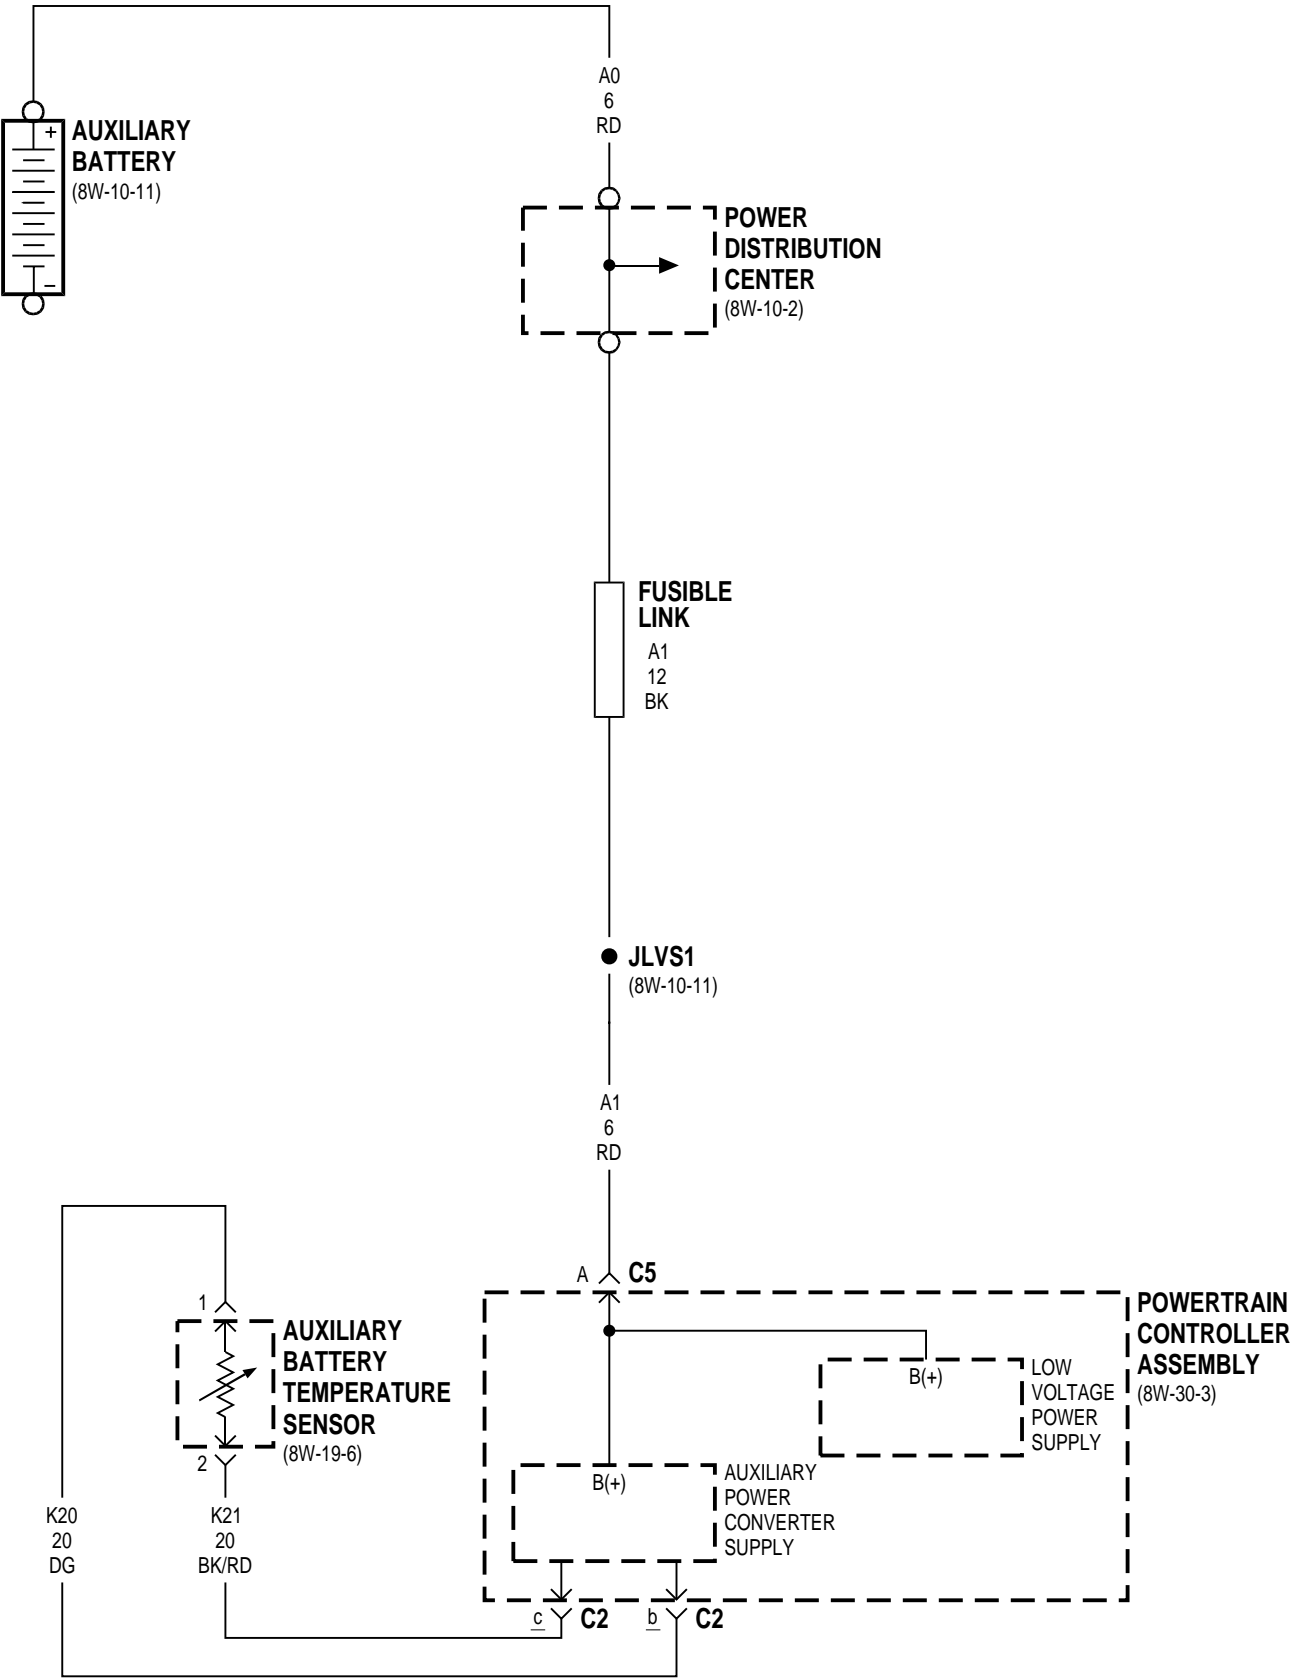 A0
6
RD
+
AUXILIARY
BATTERY
(8W-10-11)
–
POWER
DISTRIBUTION
CENTER
(8W-10-2)
FUSIBLE
LINK
A1
12
BK
JLVS1
(8W-10-11)
A1
6
RD
A C5
1
AUXILIARY
BATTERY
TEMPERATURE
SENSOR
(8W-19-6)
2
POWERTRAIN
CONTROLLER
ASSEMBLY
(8W-30-3)
B(+)
LOW
VOLTAGE
POWER
SUPPLY
B(+)
AUXILIARY
POWER
CONVERTER
SUPPLY
K20
20
DG
K21
20
BK/RD
c C2
b C2